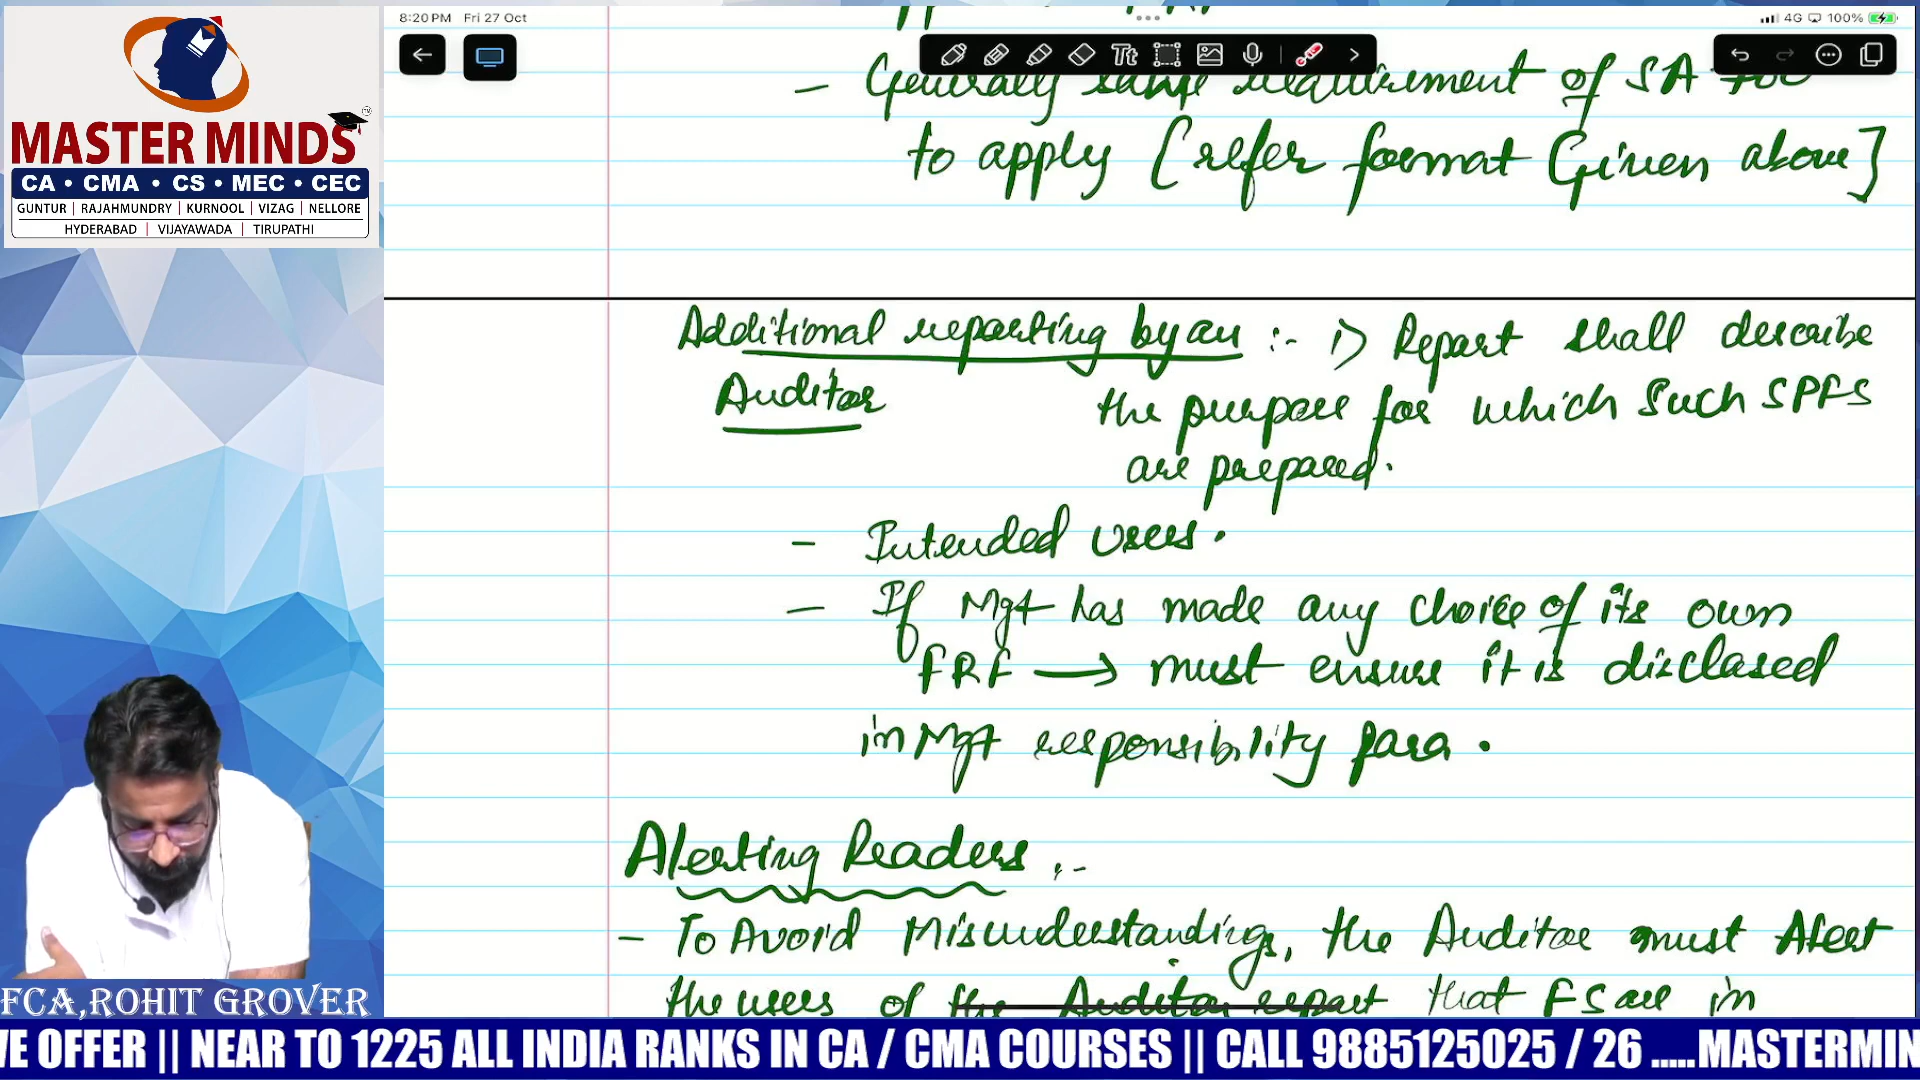 MASTER MINDS
CA • CMA • CS • MEC • CEC
GUNTUR | RAJAHMUNDRY | KURNOOL | VIZAG | NELLORE
HYDERABAD | VIJAYAWADA | TIRUPATHI
8:20 PM Fri 27 Oct
4G 100%
Tt
- Generally same requirement of SA 700
to apply [refer format Given above]
Additional reporting by an :- i) Report shall describe
Auditor the purpose for which such SPFS
are prepared.
- Intended users.
- If Mgt has made any choice of its own
FRF → must ensure it is disclosed
in Mgt responsibility para.
Alerting Readers :-
- To Avoid Misunderstandings, the Auditor must Alert
the users of the Auditor report that FS are in
FCA,ROHIT GROVER
VE OFFER || NEAR TO 1225 ALL INDIA RANKS IN CA / CMA COURSES || CALL 9885125025 / 26 .....MASTERMIN